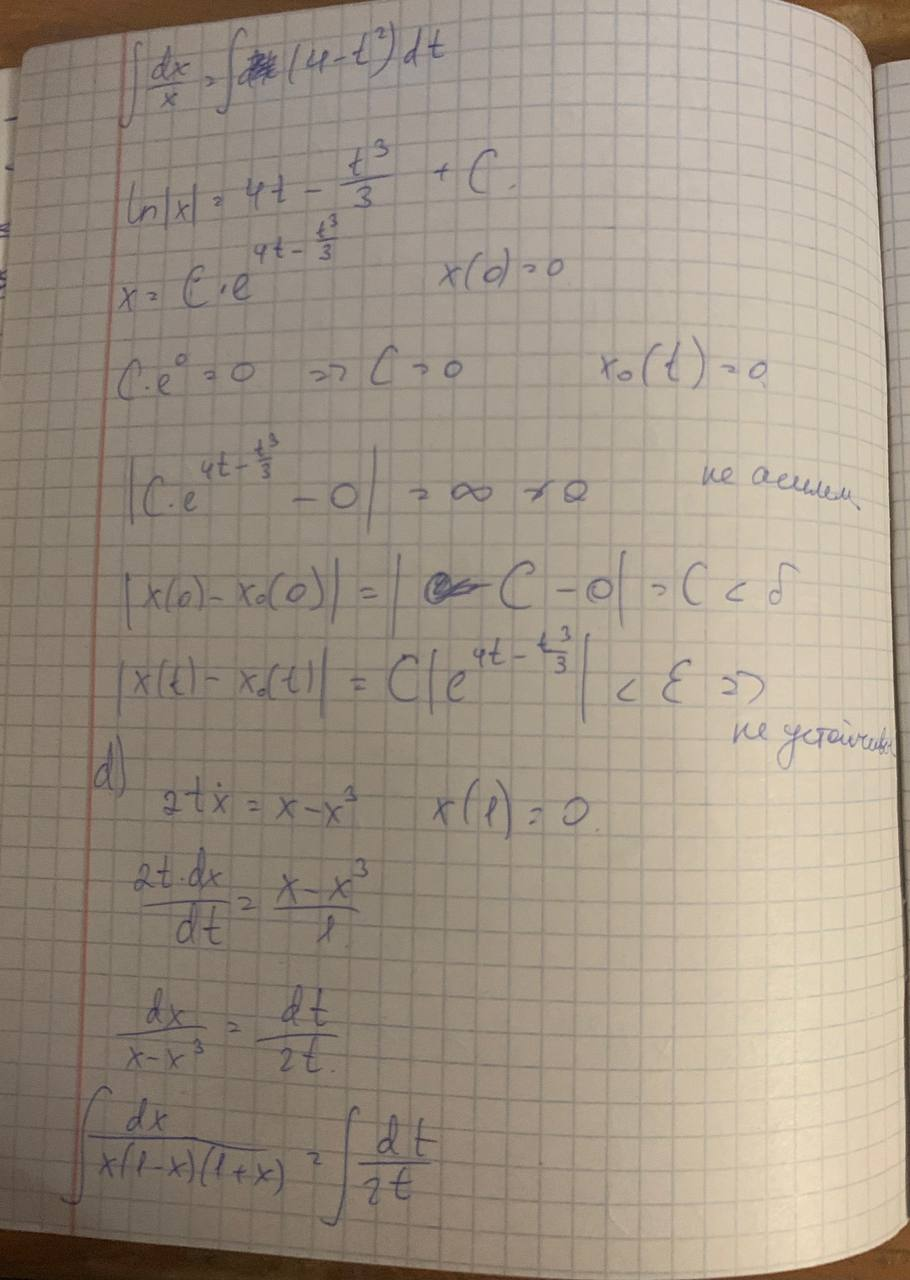 ∫ dx/x = ∫ (4-t²)dt
ln|x| = 4t - t³/3 + C.
x = C·e^(4t - t³/3) x(0)=0
C·e⁰=0 => C=0 x₀(t)=0
|C·e^(4t - t³/3) - 0| = ∞ ≠ 0 не асимпт.
|x(0)-x₀(0)| = | C - 0| = C < δ
|x(t)-x₀(t)| = C|e^(4t - t³/3)| < ε =>
не устойчиво
d)
2tẋ = x-x³ x(1)=0.
2t·dx/dt = x-x³/1
dx/x-x³ = dt/2t.
∫ dx/x(1-x)(1+x) = ∫ dt/2t